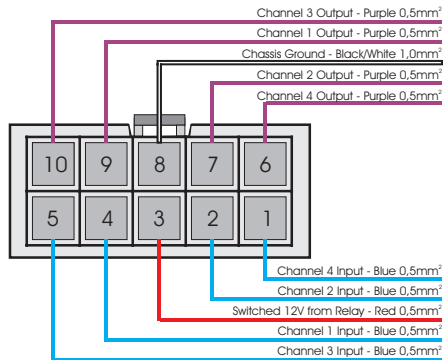 Channel 3 Output - Purple 0,5mm²
Channel 1 Output - Purple 0,5mm²
Chassis Ground - Black/White 1,0mm²
Channel 2 Output - Purple 0,5mm²
Channel 4 Output - Purple 0,5mm²
10 9 8 7 6
5 4 3 2 1
Channel 4 Input - Blue 0,5mm²
Channel 2 Input - Blue 0,5mm²
Switched 12V from Relay - Red 0,5mm²
Channel 1 Input - Blue 0,5mm²
Channel 3 Input - Blue 0,5mm²